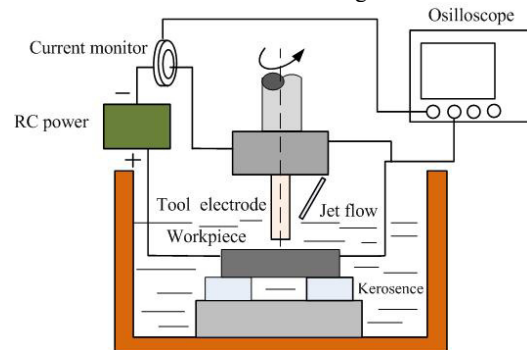 Osilloscope
Current monitor
−
RC power
+
Tool electrode
Jet flow
Workpiece
Kerosence